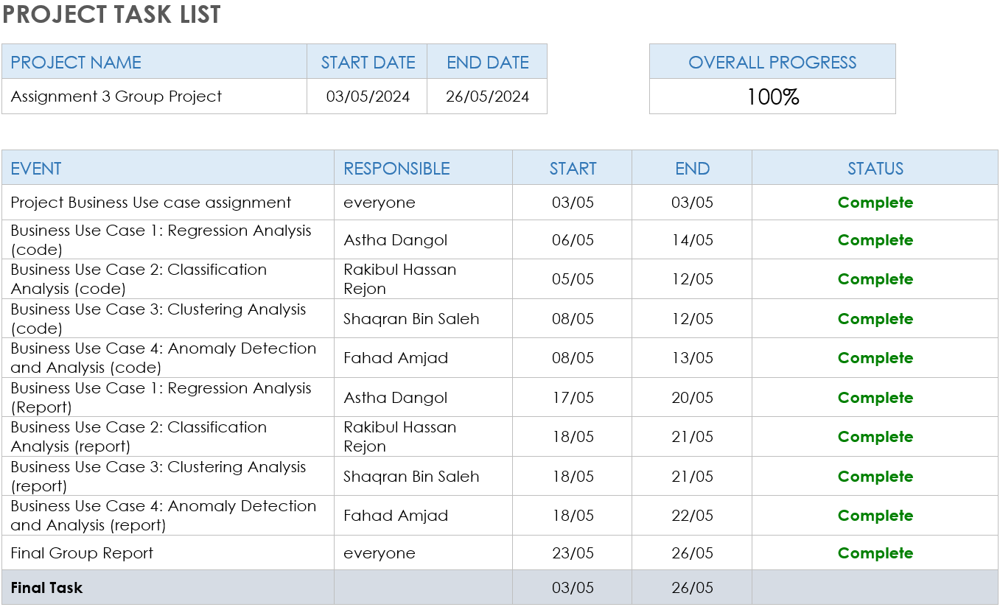 PROJECT TASK LIST
PROJECT NAME START DATE END DATE OVERALL PROGRESS
Assignment 3 Group Project 03/05/2024 26/05/2024 100%
EVENT RESPONSIBLE START END STATUS
Project Business Use case assignment everyone 03/05 03/05 Complete
Business Use Case 1: Regression Analysis
(code) Astha Dangol 06/05 14/05 Complete
Business Use Case 2: Classification
Analysis (code) Rakibul Hassan
Rejon 05/05 12/05 Complete
Business Use Case 3: Clustering Analysis
(code) Shaqran Bin Saleh 08/05 12/05 Complete
Business Use Case 4: Anomaly Detection
and Analysis (code) Fahad Amjad 08/05 13/05 Complete
Business Use Case 1: Regression Analysis
(Report) Astha Dangol 17/05 20/05 Complete
Business Use Case 2: Classification
Analysis (report) Rakibul Hassan
Rejon 18/05 21/05 Complete
Business Use Case 3: Clustering Analysis
(report) Shaqran Bin Saleh 18/05 21/05 Complete
Business Use Case 4: Anomaly Detection
and Analysis (report) Fahad Amjad 18/05 22/05 Complete
Final Group Report everyone 23/05 26/05 Complete
Final Task 03/05 26/05